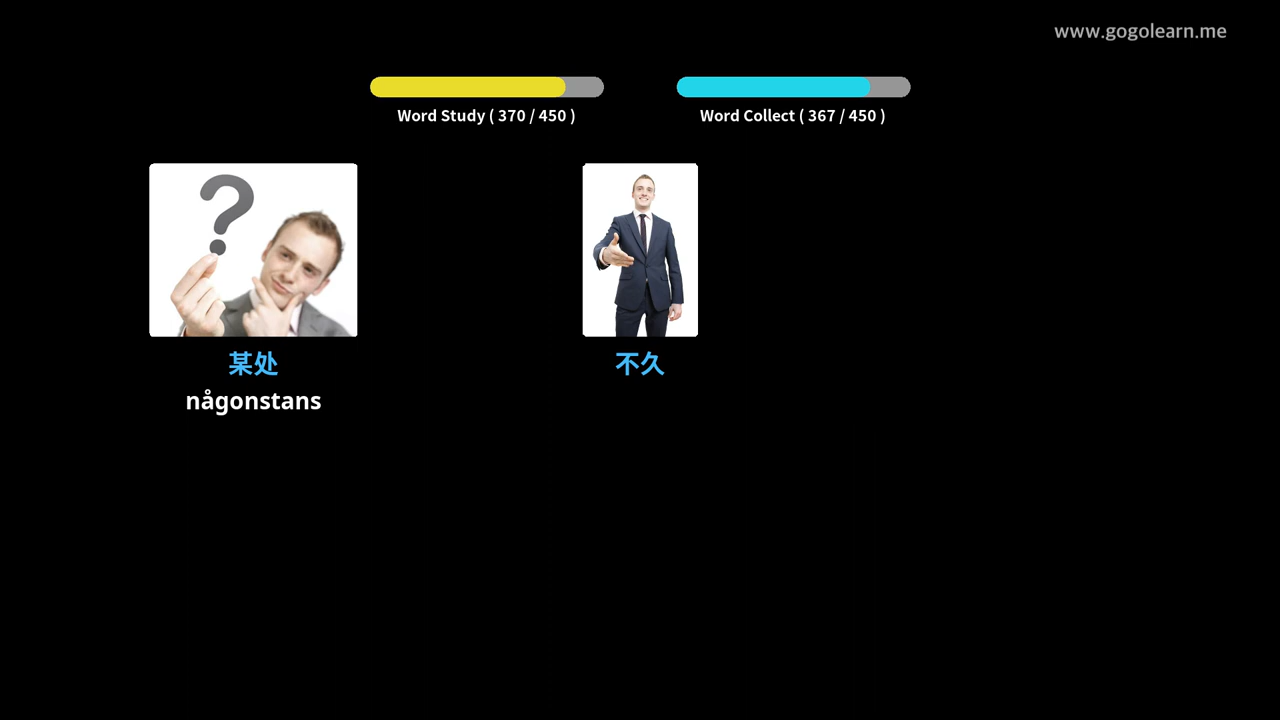 www.gogolearn.me
Word Study ( 370 / 450 )
Word Collect ( 367 / 450 )
?
某处
不久
någonstans